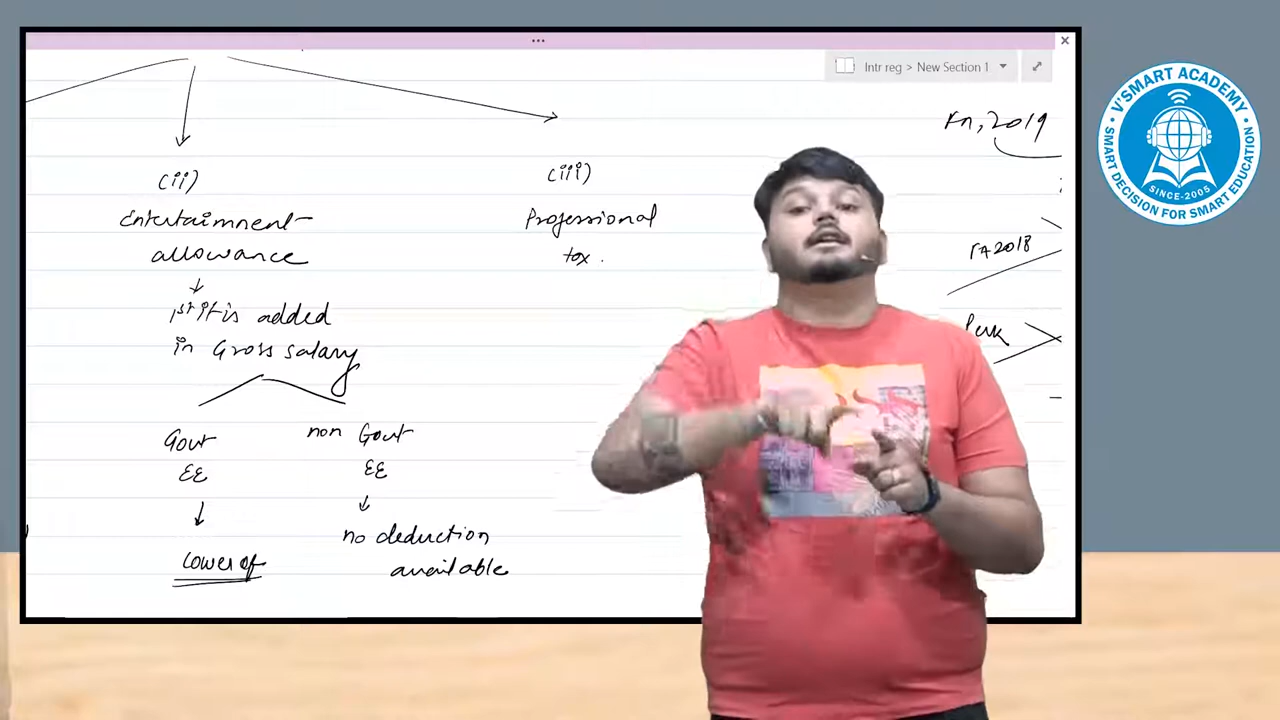 Intr reg > New Section 1
(ii)
Entertainment
allowance
1st it is added
in Gross salary
Govt
EE
Lower of
non Govt
EE
no deduction
available
(iii)
Professional
tax.
2019
FA 2018
Perk
V'SMART ACADEMY
SINCE-2005
SMART DECISION FOR SMART EDUCATION